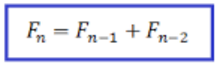 Fₙ = Fₙ₋₁ + Fₙ₋₂